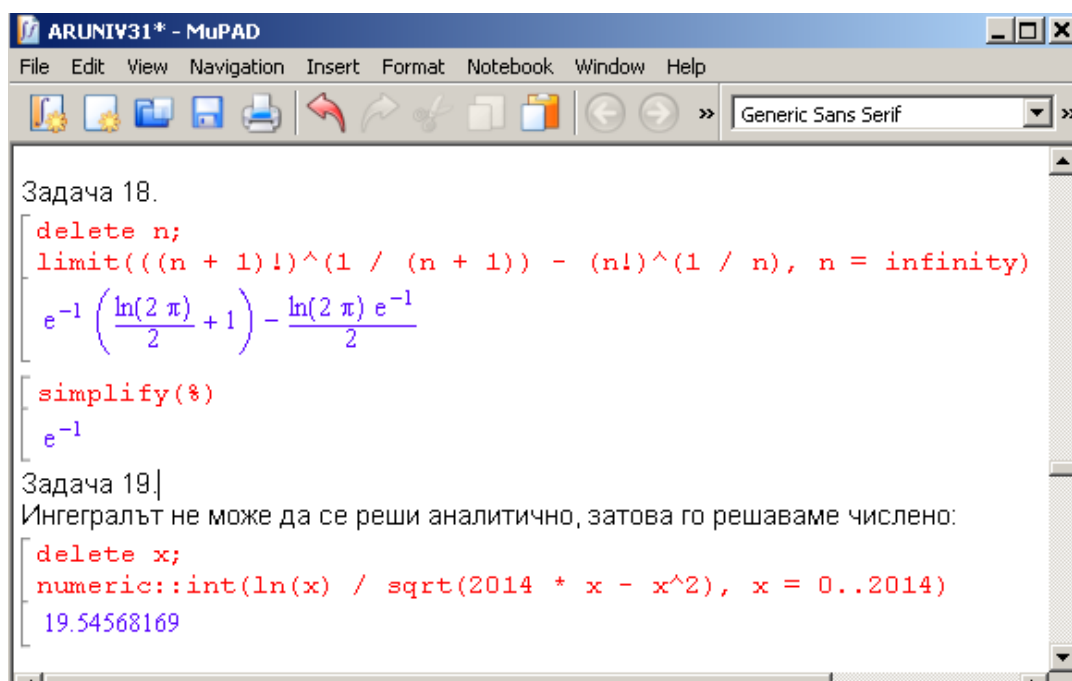 ARUNIV31* - MuPAD
File Edit View Navigation Insert Format Notebook Window Help
» Generic Sans Serif »
Задача 18.
delete n;
limit(((n + 1)!)^(1 / (n + 1)) - (n!)^(1 / n), n = infinity)
e⁻¹ (ln(2 π)/2 + 1) - ln(2 π) e⁻¹/2
simplify(%)
e⁻¹
Задача 19.
Ингегралът не може да се реши аналитично, затова го решаваме числено:
delete x;
numeric::int(ln(x) / sqrt(2014 * x - x^2), x = 0..2014)
19.54568169